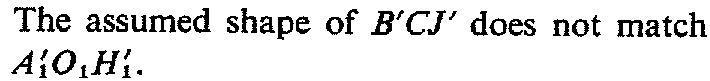 The assumed shape of B′CJ′ does not match
A′₁O₁H′₁.